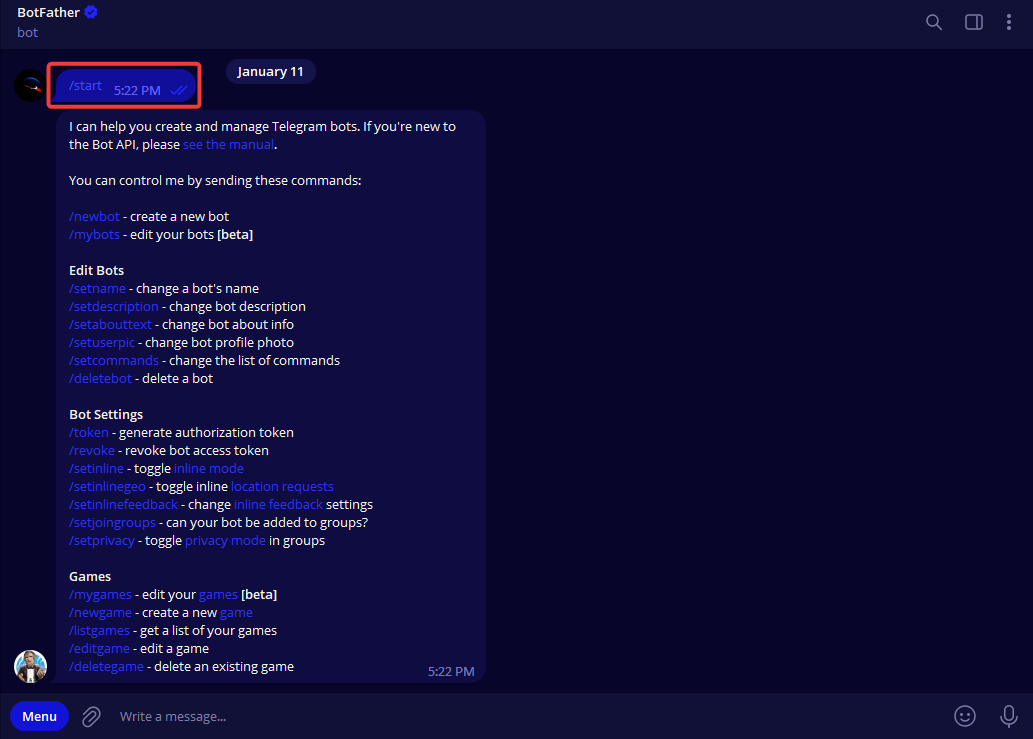 BotFather
bot
January 11
/start 5:22 PM
I can help you create and manage Telegram bots. If you're new to
the Bot API, please see the manual.
You can control me by sending these commands:
/newbot - create a new bot
/mybots - edit your bots [beta]
Edit Bots
/setname - change a bot's name
/setdescription - change bot description
/setabouttext - change bot about info
/setuserpic - change bot profile photo
/setcommands - change the list of commands
/deletebot - delete a bot
Bot Settings
/token - generate authorization token
/revoke - revoke bot access token
/setinline - toggle inline mode
/setinlinegeo - toggle inline location requests
/setinlinefeedback - change inline feedback settings
/setjoingroups - can your bot be added to groups?
/setprivacy - toggle privacy mode in groups
Games
/mygames - edit your games [beta]
/newgame - create a new game
/listgames - get a list of your games
/editgame - edit a game
/deletegame - delete an existing game
5:22 PM
Menu
Write a message...